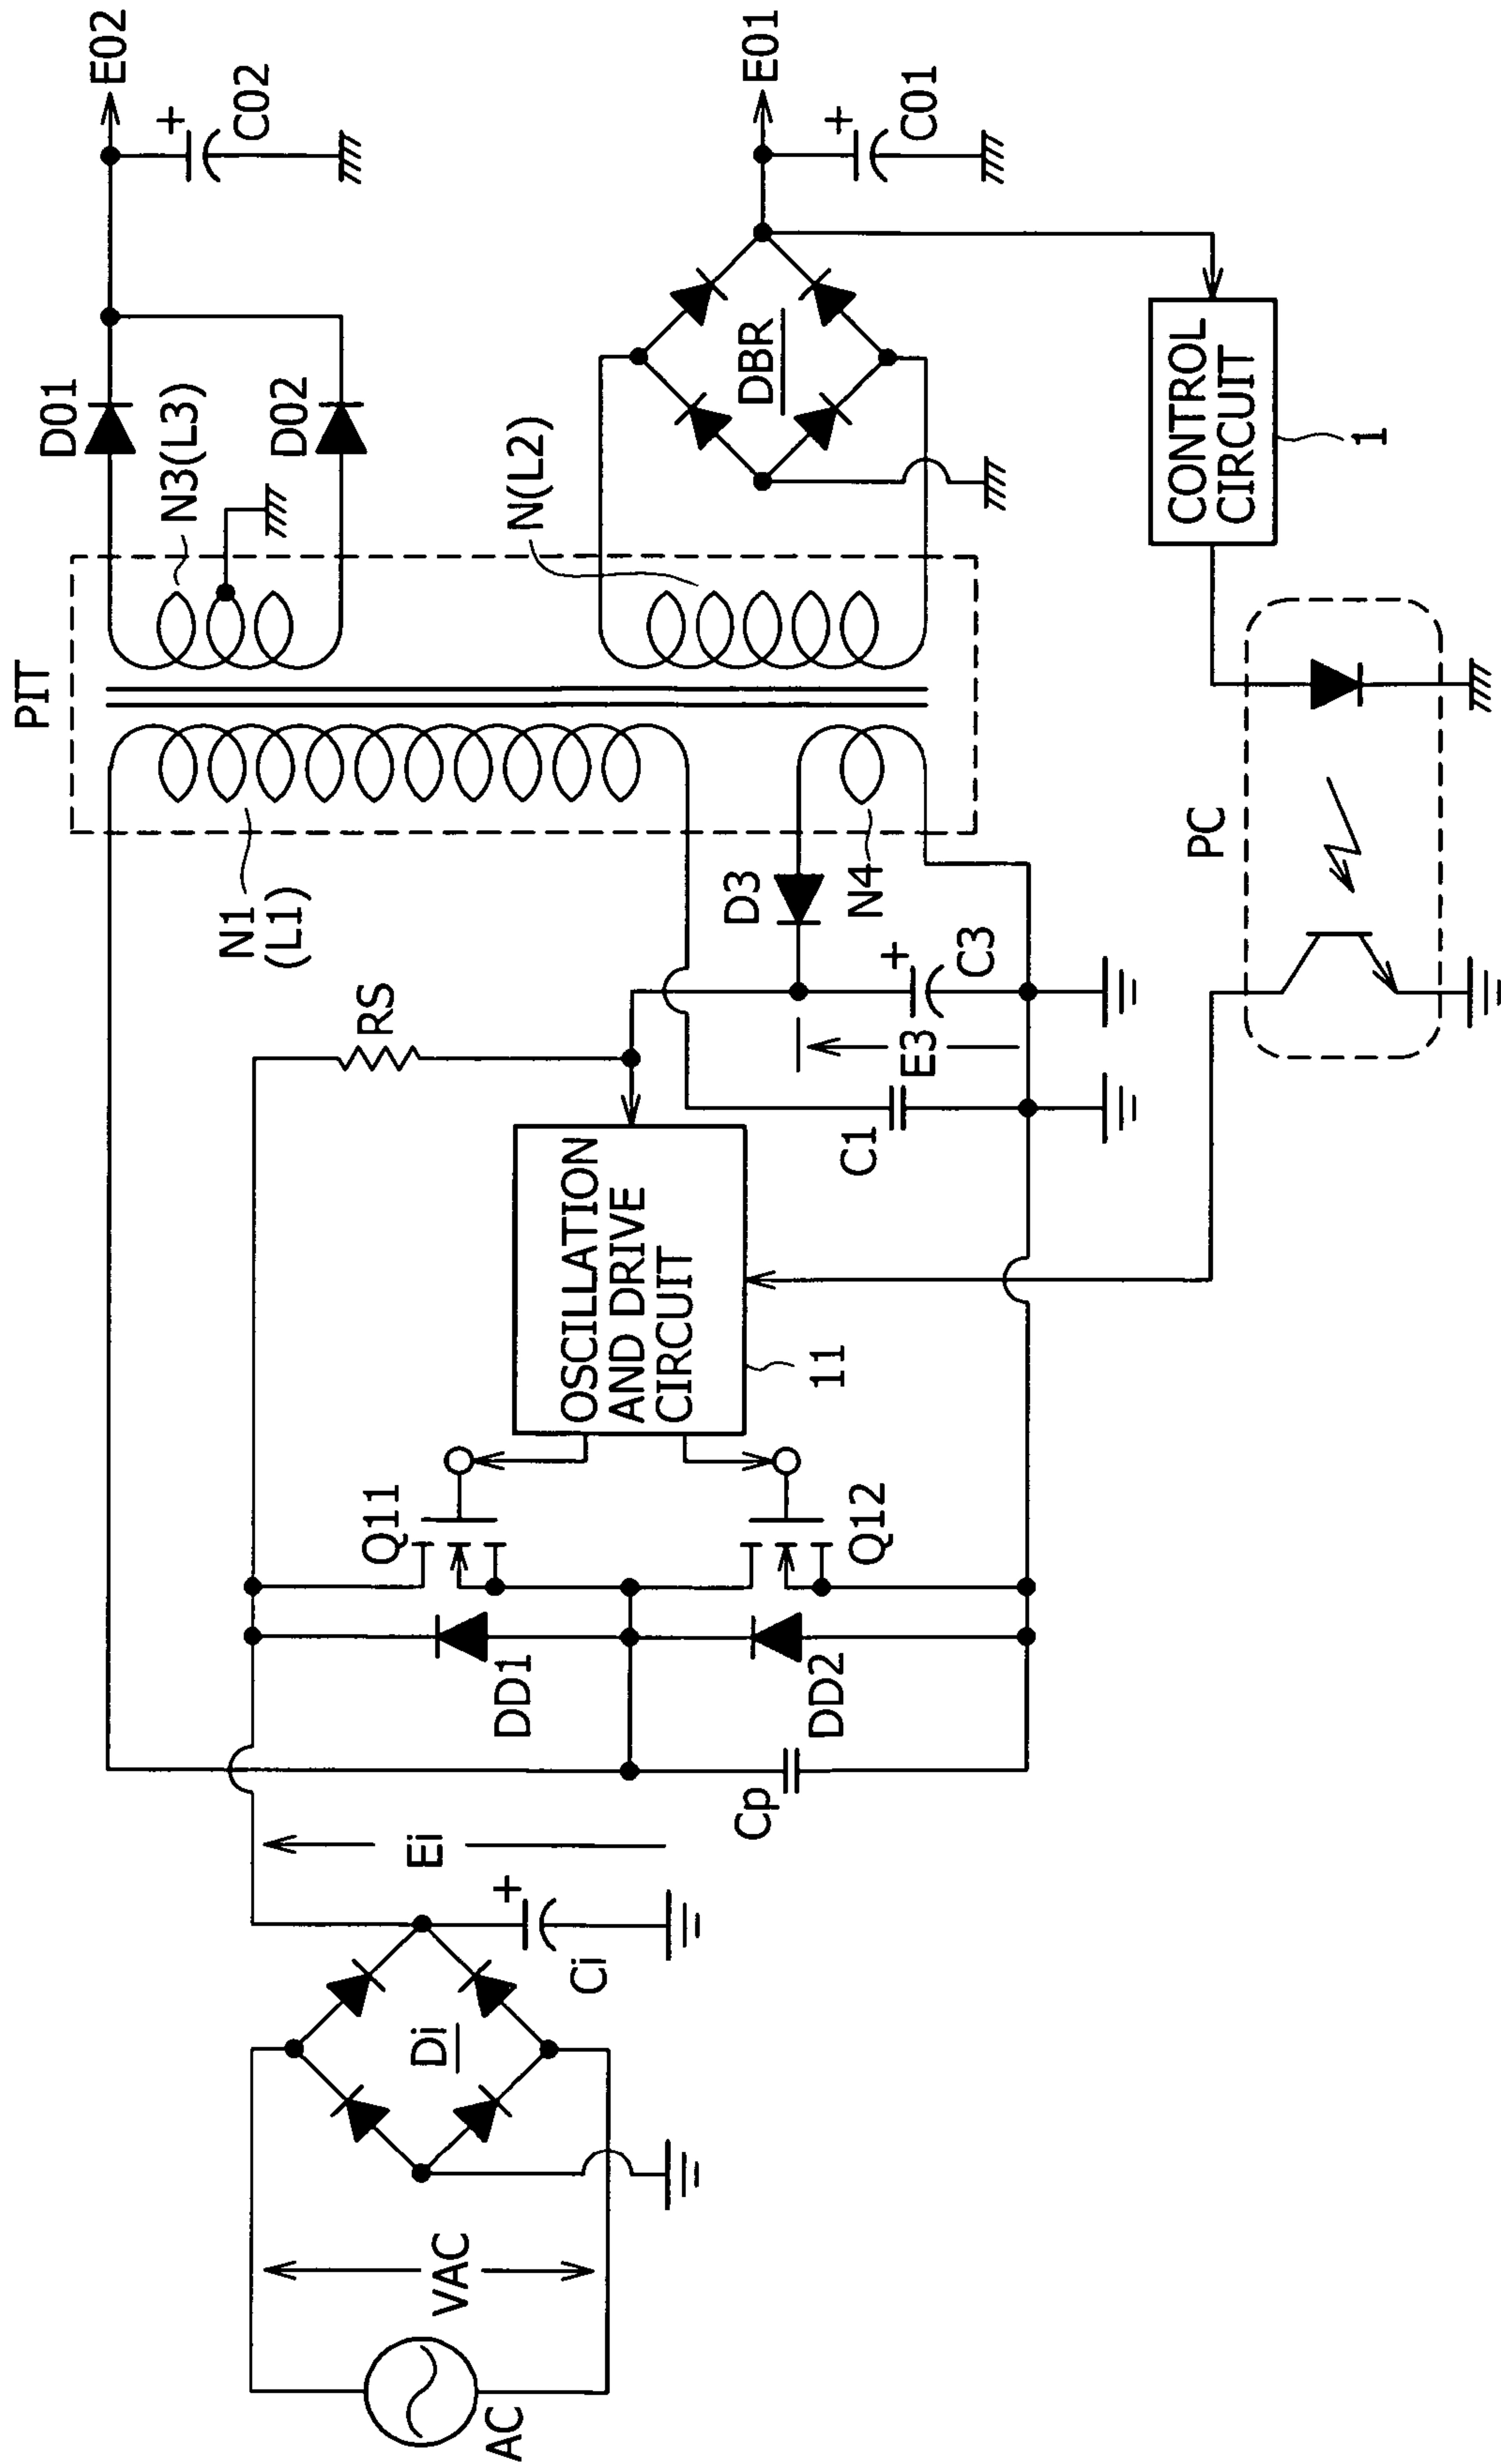 AC
VAC
Di
Ci
Ei
Cp
DD1
DD2
Q11
Q12
OSCILLATION
AND DRIVE
CIRCUIT
11
RS
C1
E3
C3
D3
N4
N1
(L1)
PIT
N3(L3)
N(L2)
D01
D02
C02
E02
DBR
C01
E01
CONTROL
CIRCUIT
1
PC
+
+
+
+